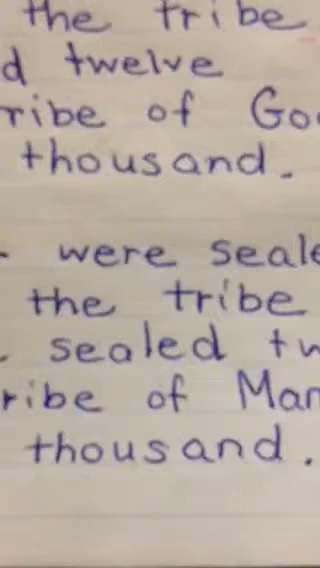 the tribe
d twelve
ribe of Go
thousand.
- were seale
the tribe
sealed tw
ribe of Man
thousand.